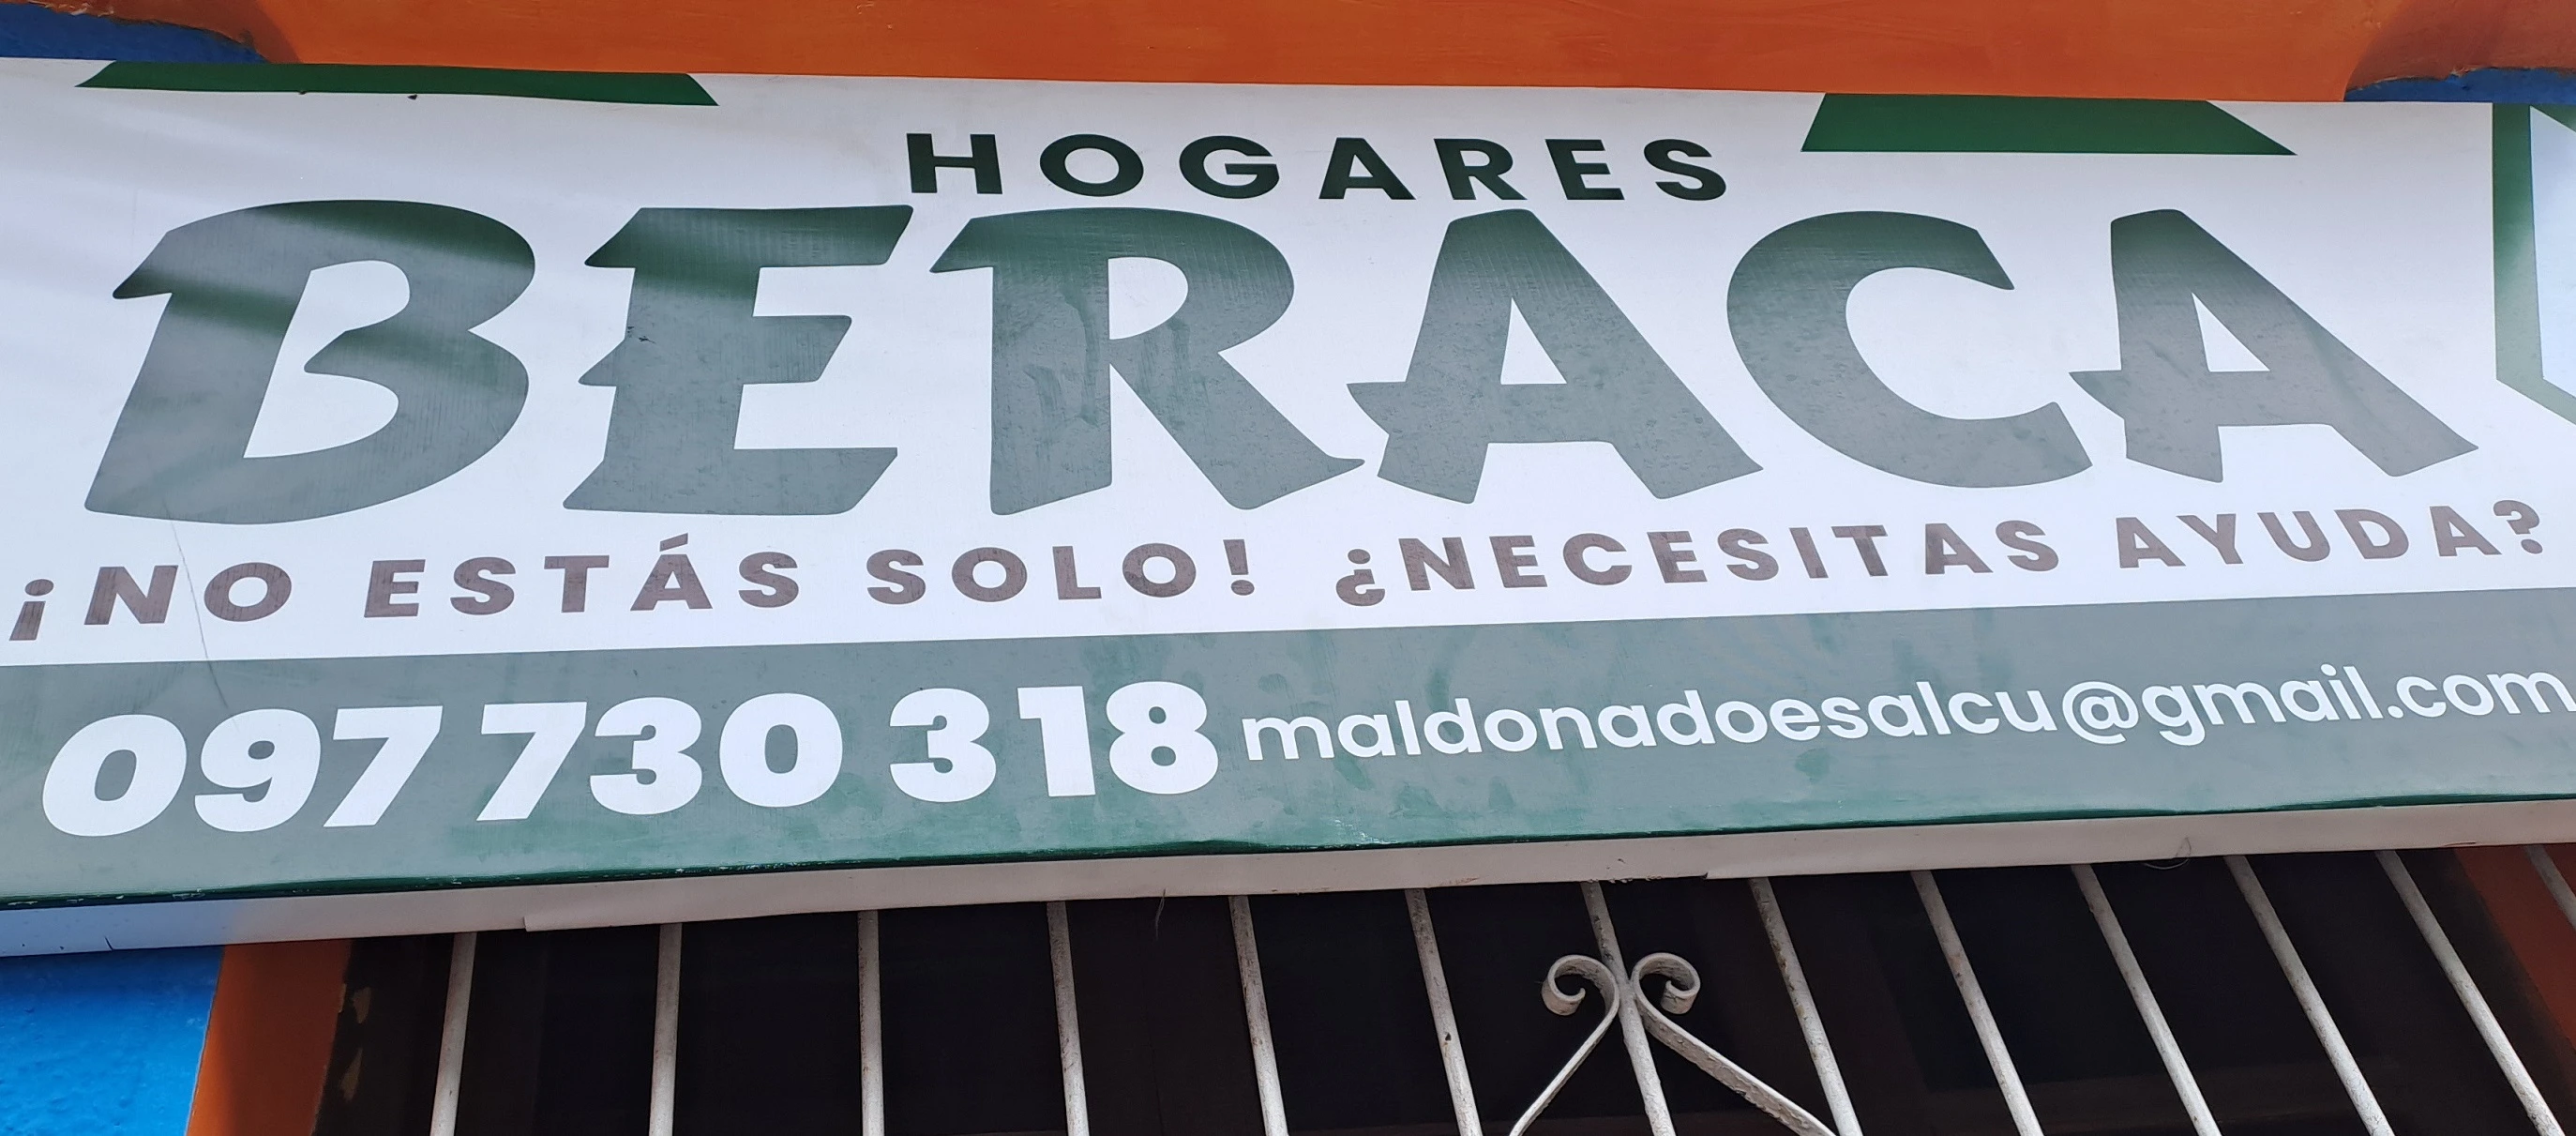 HOGARES
BERACA
¡NO ESTÁS SOLO! ¿NECESITAS AYUDA?
097 730 318 maldonadoesalcu@gmail.com